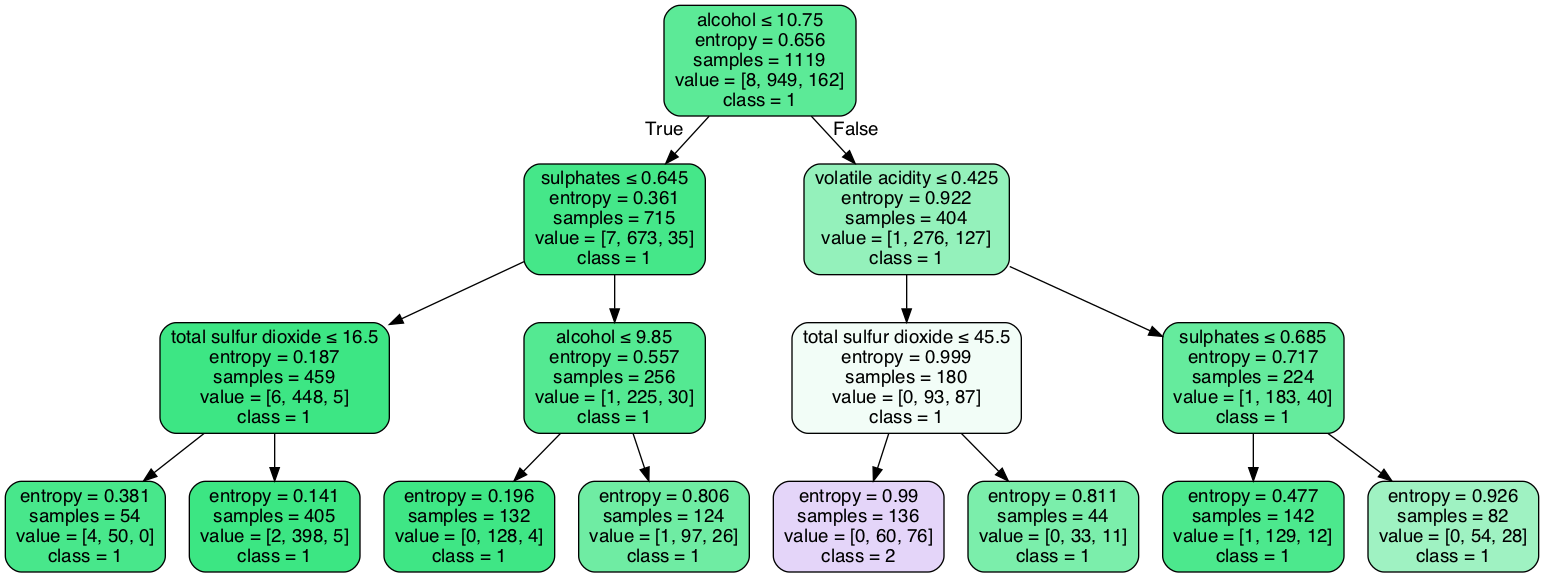 alcohol ≤ 10.75
entropy = 0.656
samples = 1119
value = [8, 949, 162]
class = 1
True
False
sulphates ≤ 0.645
entropy = 0.361
samples = 715
value = [7, 673, 35]
class = 1
volatile acidity ≤ 0.425
entropy = 0.922
samples = 404
value = [1, 276, 127]
class = 1
total sulfur dioxide ≤ 16.5
entropy = 0.187
samples = 459
value = [6, 448, 5]
class = 1
alcohol ≤ 9.85
entropy = 0.557
samples = 256
value = [1, 225, 30]
class = 1
total sulfur dioxide ≤ 45.5
entropy = 0.999
samples = 180
value = [0, 93, 87]
class = 1
sulphates ≤ 0.685
entropy = 0.717
samples = 224
value = [1, 183, 40]
class = 1
entropy = 0.381
samples = 54
value = [4, 50, 0]
class = 1
entropy = 0.141
samples = 405
value = [2, 398, 5]
class = 1
entropy = 0.196
samples = 132
value = [0, 128, 4]
class = 1
entropy = 0.806
samples = 124
value = [1, 97, 26]
class = 1
entropy = 0.99
samples = 136
value = [0, 60, 76]
class = 2
entropy = 0.811
samples = 44
value = [0, 33, 11]
class = 1
entropy = 0.477
samples = 142
value = [1, 129, 12]
class = 1
entropy = 0.926
samples = 82
value = [0, 54, 28]
class = 1